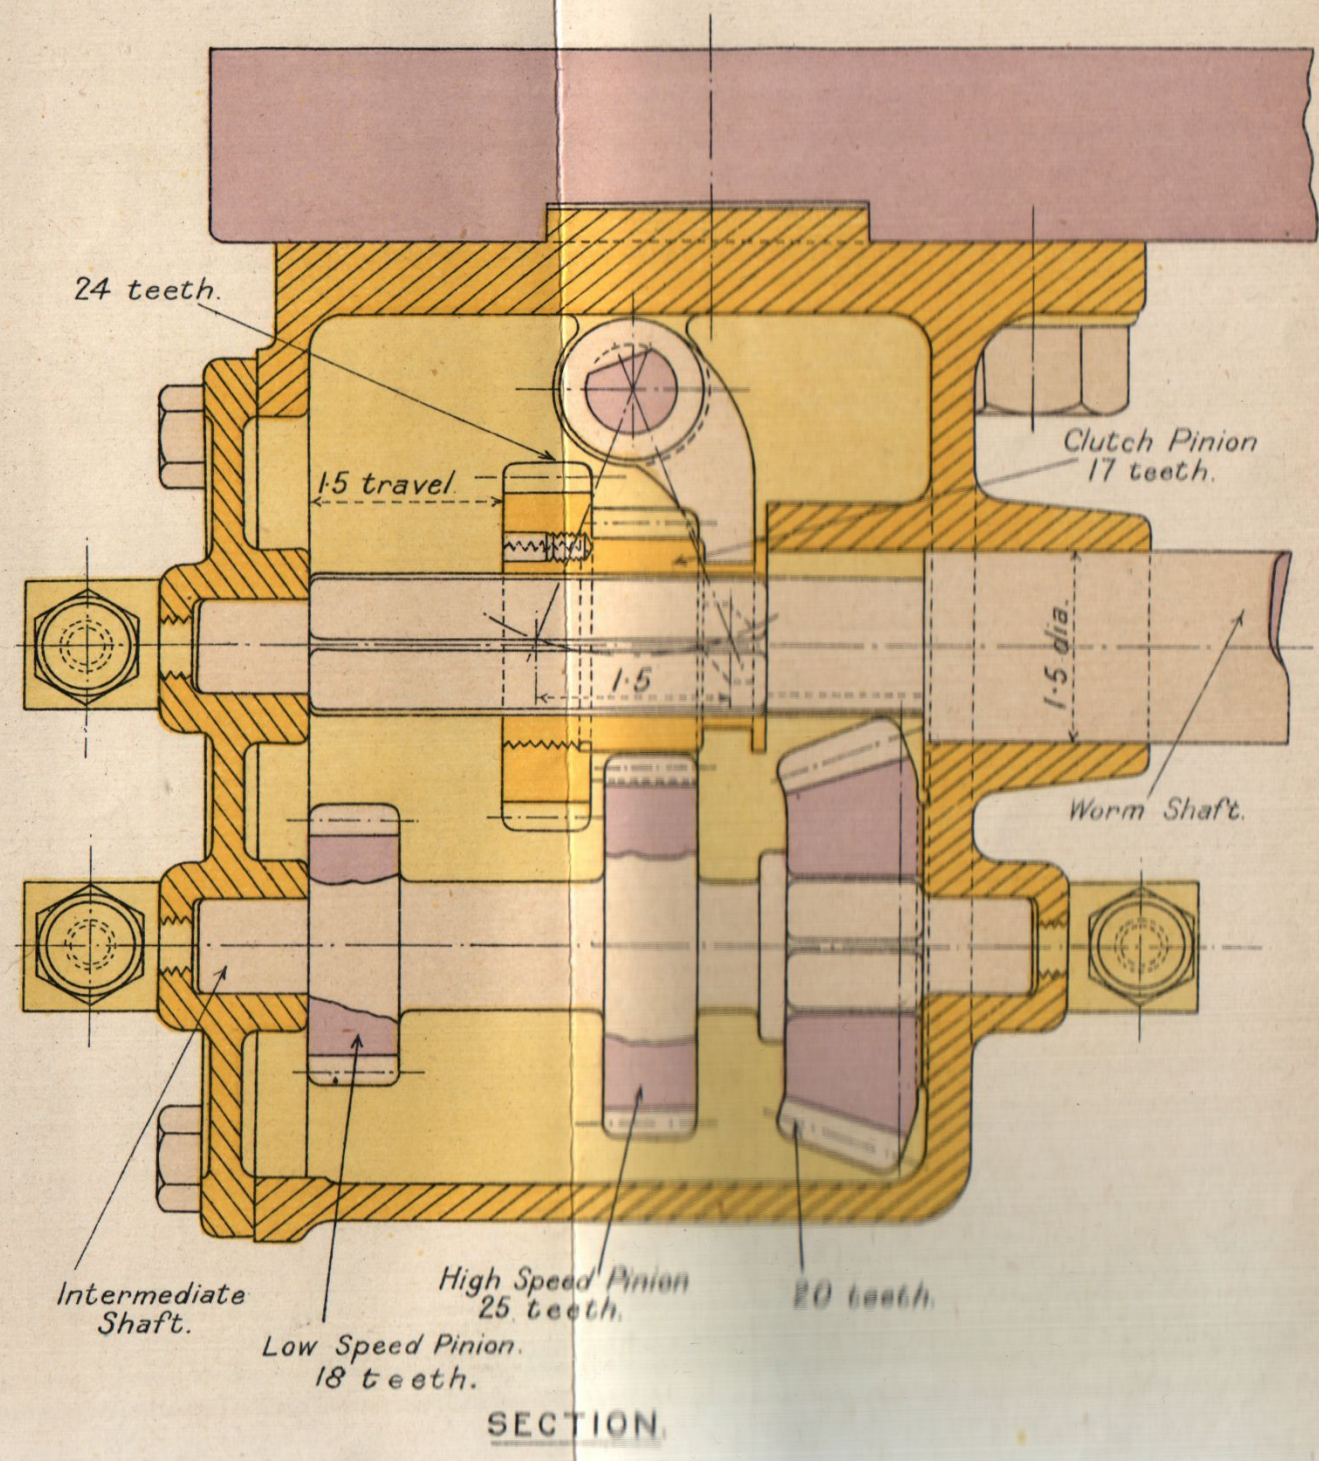 24 teeth.
Clutch Pinion
17 teeth.
1·5 travel
1·5 dia.
1·5
Worm Shaft.
Intermediate
Shaft.
High Speed Pinion
25 teeth.
20 teeth.
Low Speed Pinion.
18 teeth.
SECTION.